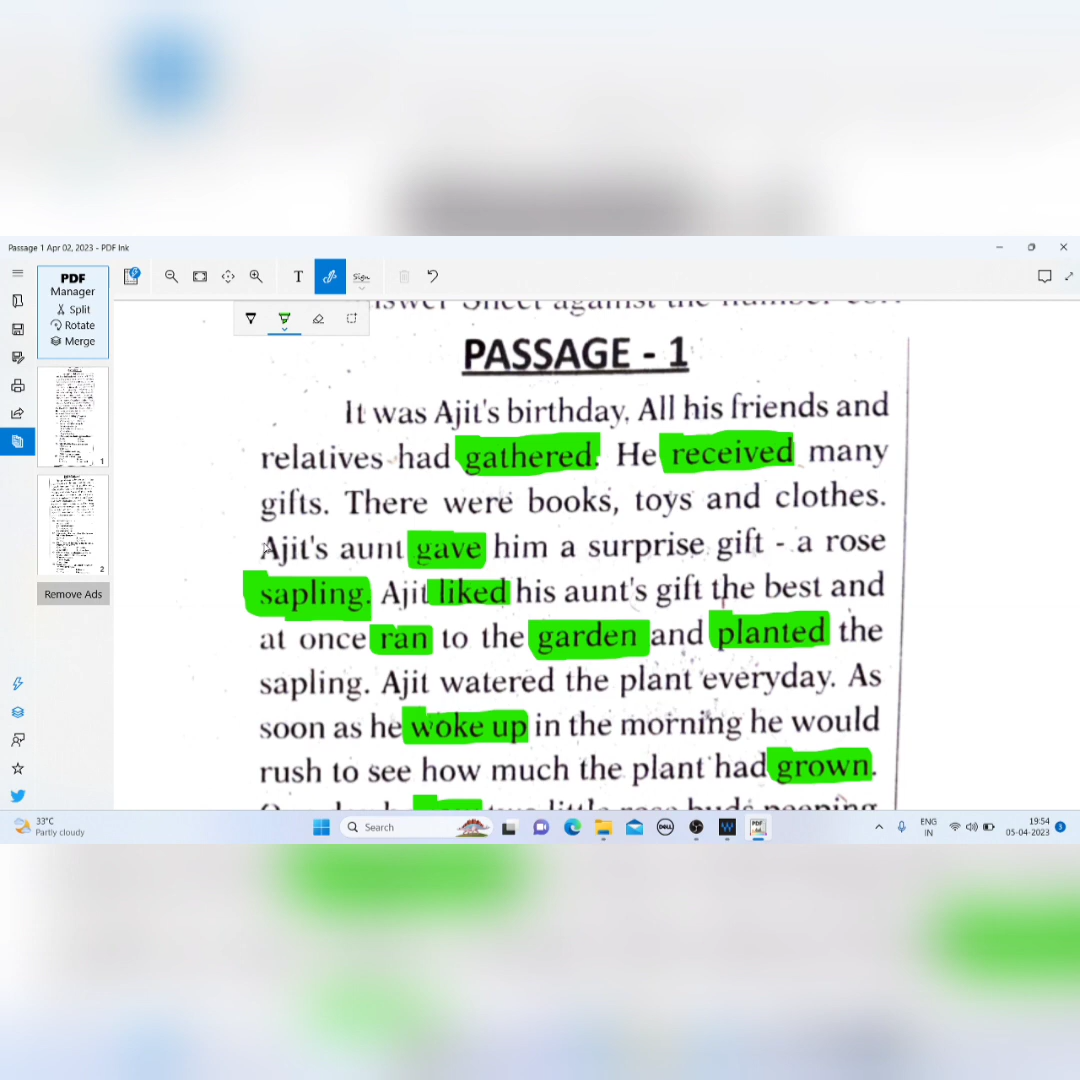 Passage 1 Apr 02, 2023 - PDF Ink
PDF
Manager
Split
Rotate
Merge
T
Sign
1
2
Remove Ads
PASSAGE - 1
It was Ajit's birthday. All his friends and
relatives had gathered. He received many
gifts. There were books, toys and clothes.
Ajit's aunt gave him a surprise gift - a rose
sapling. Ajit liked his aunt's gift the best and
at once ran to the garden and planted the
sapling. Ajit watered the plant everyday. As
soon as he woke up in the morning he would
rush to see how much the plant had grown.
33°C
Partly cloudy
Search
DELL
PDF
ENG
IN
19:54
05-04-2023
3